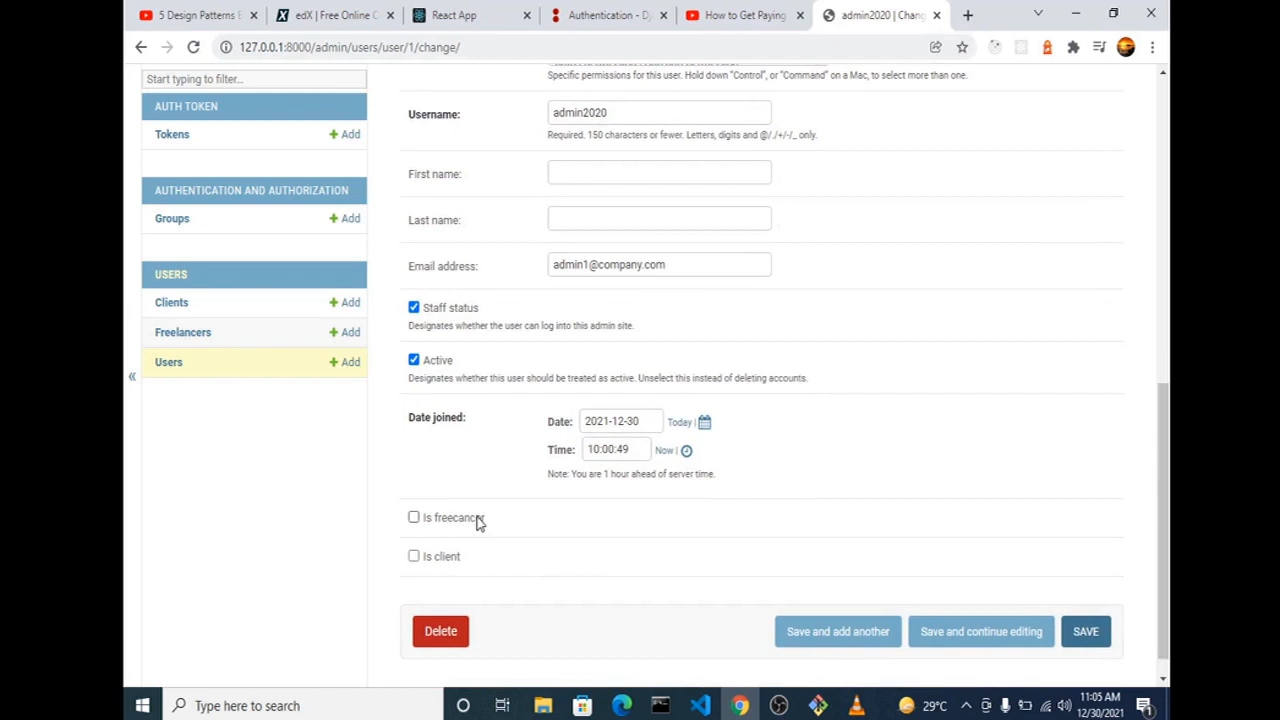 5 Design Patterns E
edX | Free Online C
React App
Authentication - Dj
How to Get Paying
admin2020 | Chang
127.0.0.1:8000/admin/users/user/1/change/
Start typing to filter...
AUTH TOKEN
Tokens
+ Add
AUTHENTICATION AND AUTHORIZATION
Groups
+ Add
USERS
Clients
+ Add
Freelancers
+ Add
Users
+ Add
«
Specific permissions for this user. Hold down “Control”, or “Command” on a Mac, to select more than one.
Username:
admin2020
Required. 150 characters or fewer. Letters, digits and @/./+/-/_ only.
First name:
Last name:
Email address:
admin1@company.com
Staff status
Designates whether the user can log into this admin site.
Active
Designates whether this user should be treated as active. Unselect this instead of deleting accounts.
Date joined:
Date: 2021-12-30 Today |
Time: 10:00:49 Now |
Note: You are 1 hour ahead of server time.
Is freecancer
Is client
Delete
Save and add another
Save and continue editing
SAVE
Type here to search
29°C
11:05 AM
12/30/2021
1